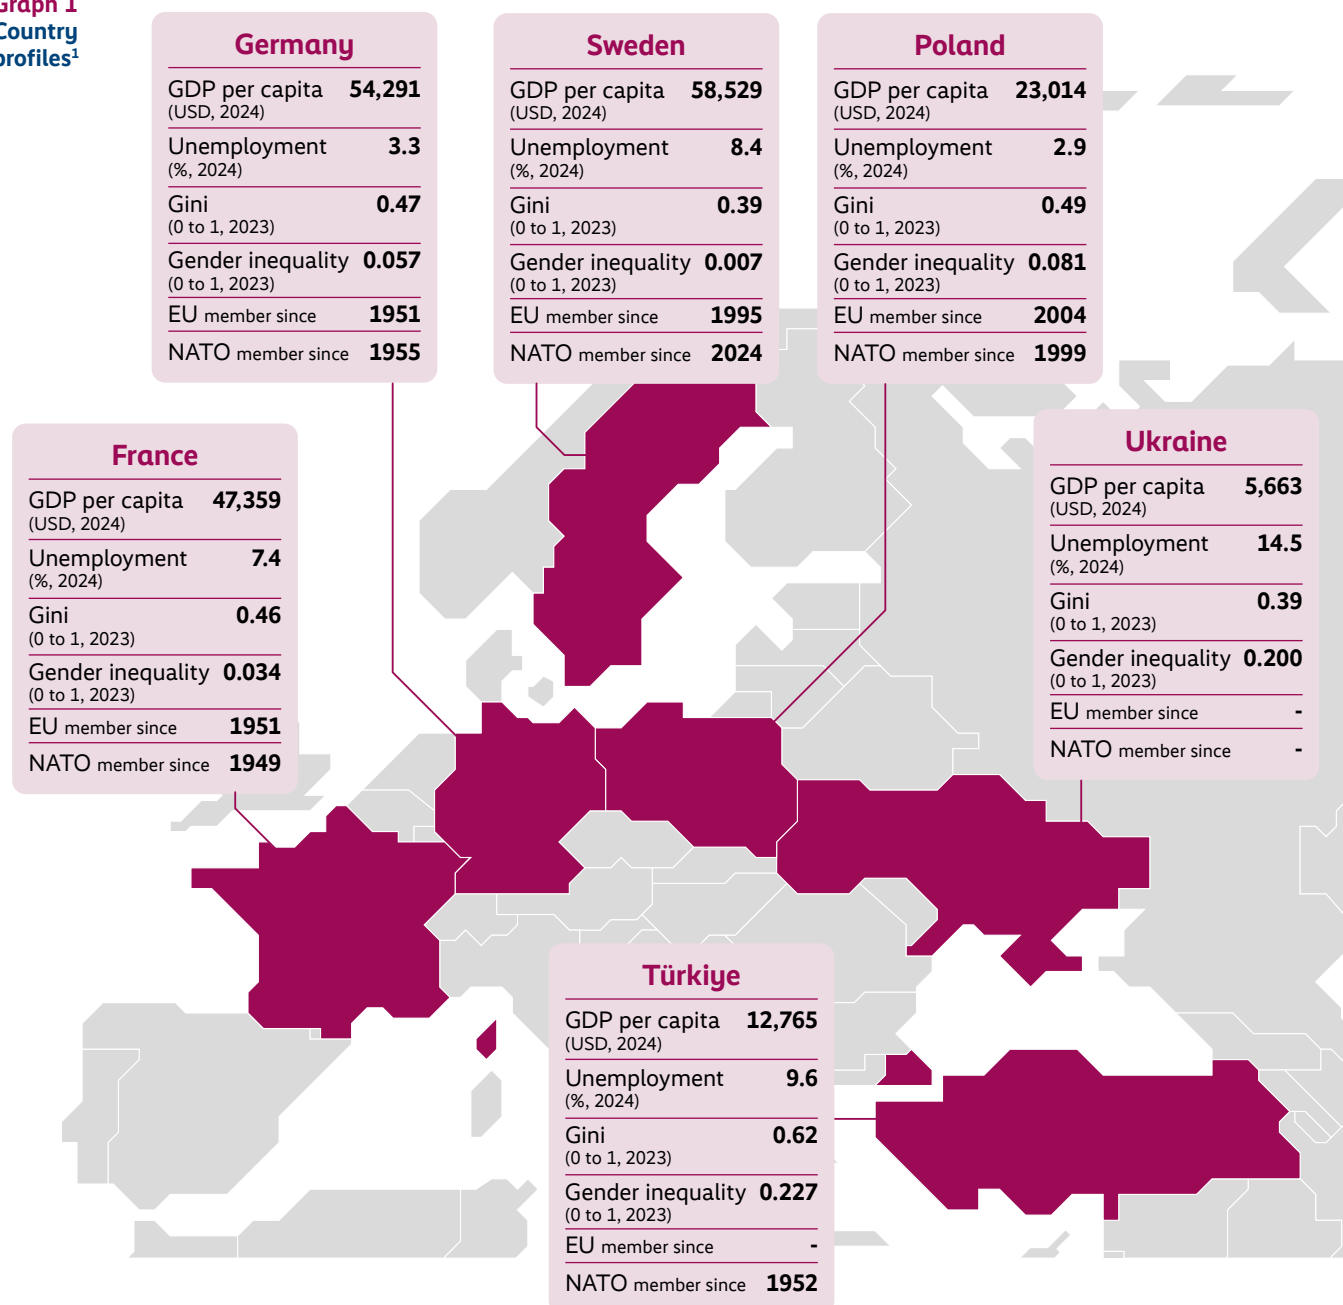 Graph 1
Country
profiles¹
Germany
GDP per capita 54,291
(USD, 2024)
Unemployment 3.3
(%, 2024)
Gini 0.47
(0 to 1, 2023)
Gender inequality 0.057
(0 to 1, 2023)
EU member since 1951
NATO member since 1955
Sweden
GDP per capita 58,529
(USD, 2024)
Unemployment 8.4
(%, 2024)
Gini 0.39
(0 to 1, 2023)
Gender inequality 0.007
(0 to 1, 2023)
EU member since 1995
NATO member since 2024
Poland
GDP per capita 23,014
(USD, 2024)
Unemployment 2.9
(%, 2024)
Gini 0.49
(0 to 1, 2023)
Gender inequality 0.081
(0 to 1, 2023)
EU member since 2004
NATO member since 1999
France
GDP per capita 47,359
(USD, 2024)
Unemployment 7.4
(%, 2024)
Gini 0.46
(0 to 1, 2023)
Gender inequality 0.034
(0 to 1, 2023)
EU member since 1951
NATO member since 1949
Ukraine
GDP per capita 5,663
(USD, 2024)
Unemployment 14.5
(%, 2024)
Gini 0.39
(0 to 1, 2023)
Gender inequality 0.200
(0 to 1, 2023)
EU member since -
NATO member since -
Türkiye
GDP per capita 12,765
(USD, 2024)
Unemployment 9.6
(%, 2024)
Gini 0.62
(0 to 1, 2023)
Gender inequality 0.227
(0 to 1, 2023)
EU member since -
NATO member since 1952